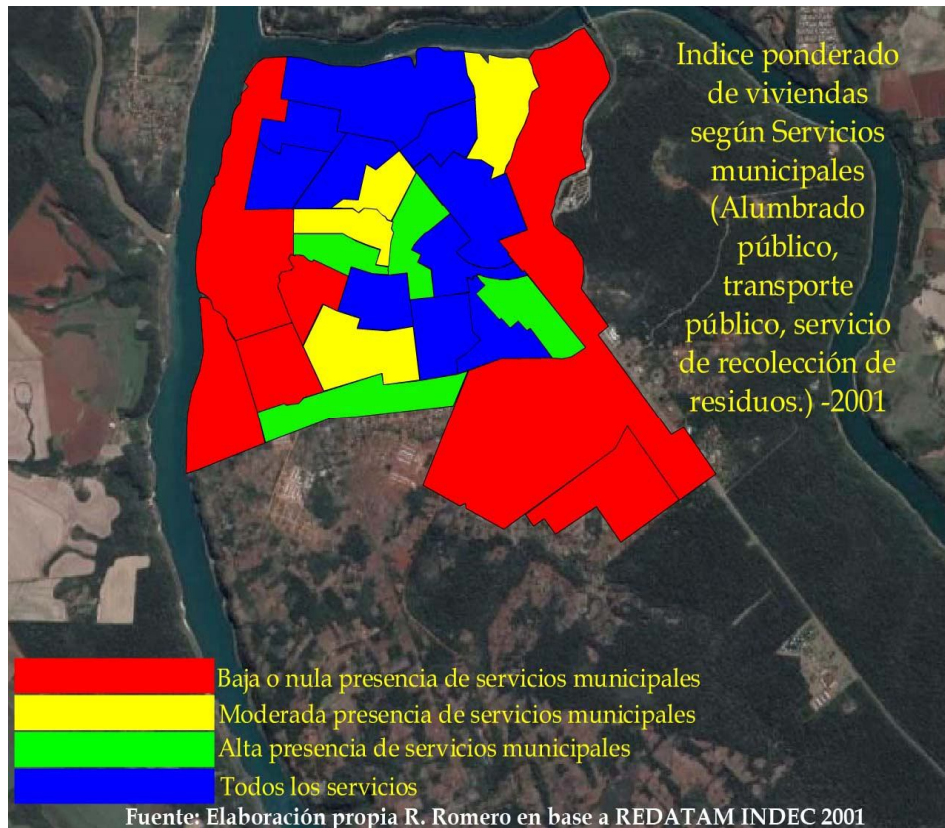 Indice ponderado
de viviendas
según Servicios
municipales
(Alumbrado
público,
transporte
público, servicio
de recolección de
residuos.) -2001
Baja o nula presencia de servicios municipales
Moderada presencia de servicios municipales
Alta presencia de servicios municipales
Todos los servicios
Fuente: Elaboración propia R. Romero en base a REDATAM INDEC 2001